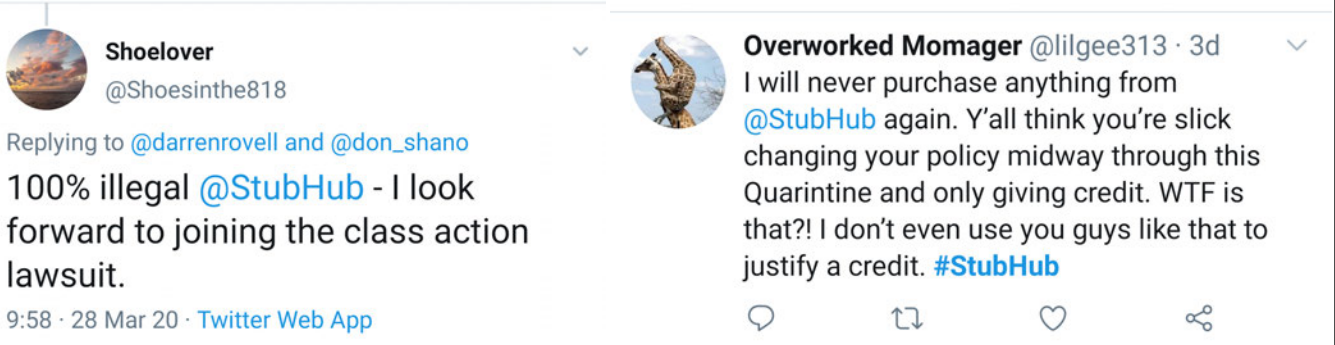 Shoelover
@Shoesinthe818
Replying to @darrenrovell and @don_shano
100% illegal @StubHub - I look
forward to joining the class action
lawsuit.
9:58 · 28 Mar 20 · Twitter Web App
Overworked Momager @lilgee313 · 3d
I will never purchase anything from
@StubHub again. Y’all think you’re slick
changing your policy midway through this
Quarintine and only giving credit. WTF is
that?! I don’t even use you guys like that to
justify a credit. #StubHub